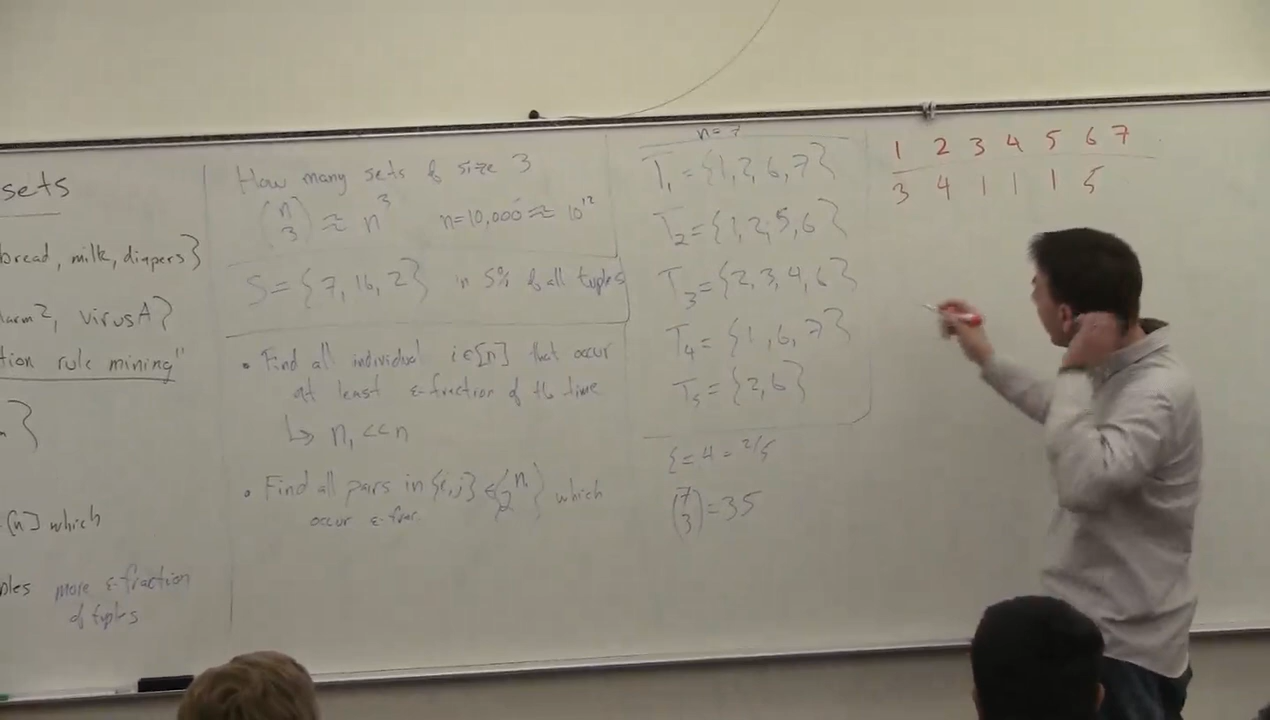 sets
bread, milk, diapers}
larm2, virusA}
tion rule mining"
}
[n] which
more ε-fraction
of tuples
How many sets of size 3
(n 3) ≈ n³ n=10,000 ≈ 10¹²
S = {7, 16, 2} in 5% of all tuples
• Find all individual i∈[n] that occur
at least ε-fraction of the time
↳ n₁ << n
• Find all pairs in {i,j} ∈ which
occur ε-frac.
n=7
T₁ = {1,2,6,7}
T₂ = {1,2,5,6}
T₃ = {2,3,4,6}
T₄ = {1,6,7}
T₅ = {2,6}
ε = .4 = 2/5
(7 3) = 35
1 2 3 4 5 6 7
3 4 1 1 1 5